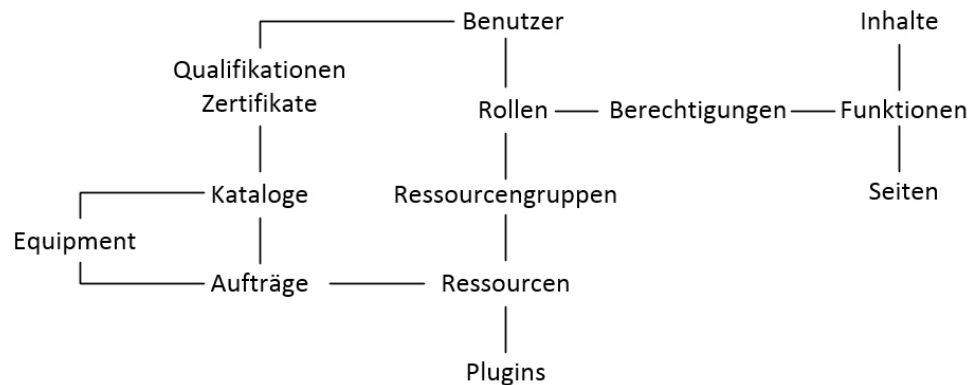 Benutzer
Inhalte
Qualifikationen
Zertifikate
Rollen
Berechtigungen
Funktionen
Kataloge
Ressourcengruppen
Seiten
Equipment
Aufträge
Ressourcen
Plugins